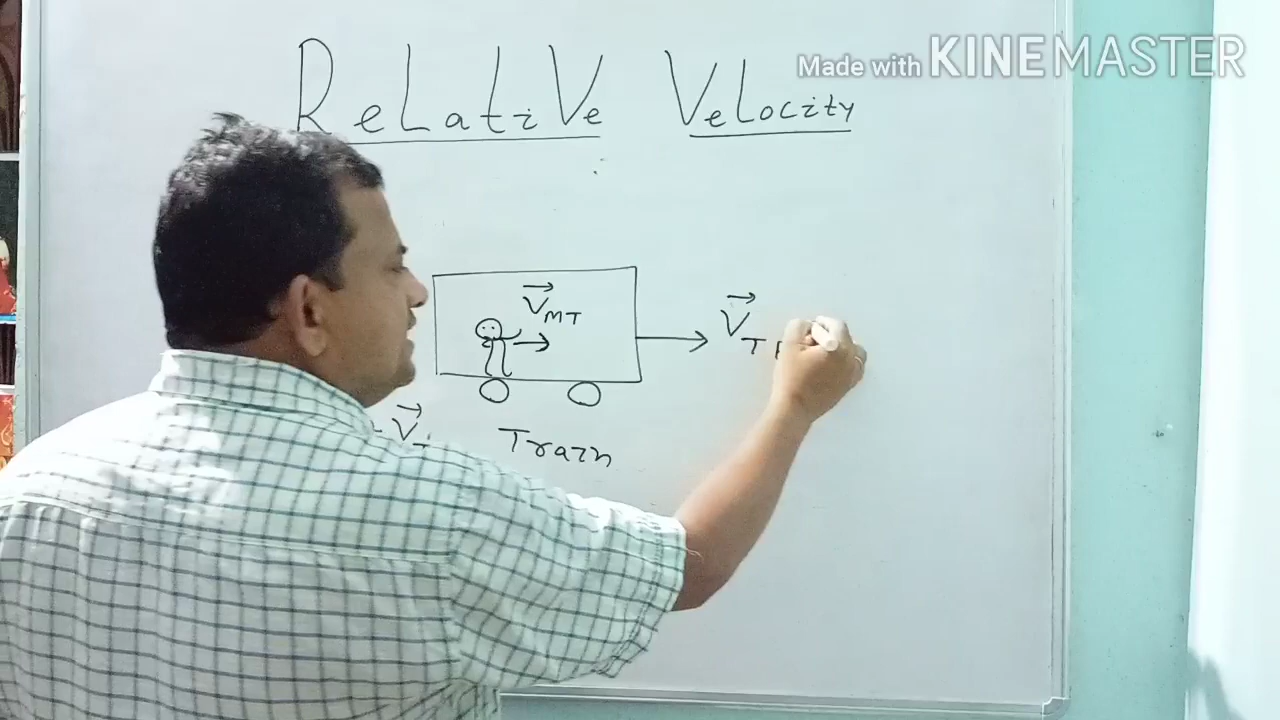 Made with KINEMASTER
ReLatiVe VeLocity
V MT
V T
V T
Train